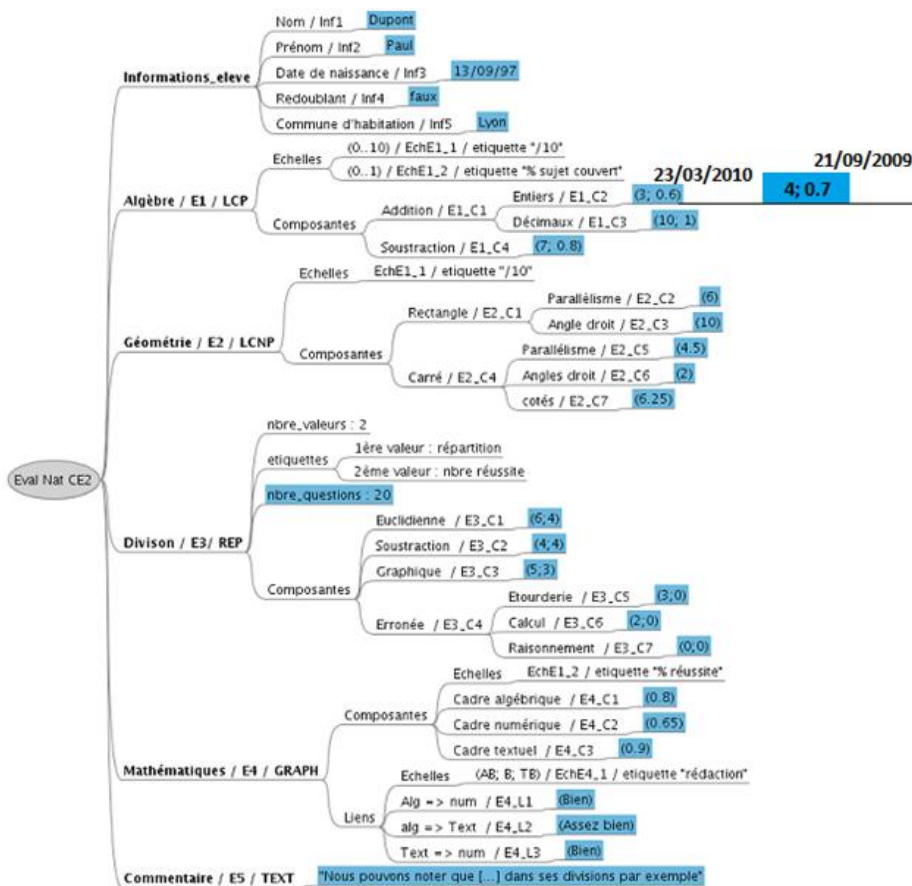 Nom / Inf1 Dupont
Prénom / Inf2 Paul
Informations_eleve
Date de naissance / Inf3 13/09/97
Redoublant / Inf4 faux
Commune d'habitation / Inf5 Lyon
21/09/2009
23/03/2010
4; 0.7
Algèbre / E1 / LCP
Echelles
(0..10) / EchE1_1 / etiquette "/10"
(0..1) / EchE1_2 / etiquette "% sujet couvert"
Composantes
Addition / E1_C1
Entiers / E1_C2 (3; 0.6)
Décimaux / E1_C3 (10; 1)
Soustraction / E1_C4 (7; 0.8)
Géométrie / E2 / LCNP
Echelles EchE1_1 / etiquette "/10"
Composantes
Rectangle / E2_C1
Parallélisme / E2_C2 (6)
Angle droit / E2_C3 (10)
Carré / E2_C4
Parallélisme / E2_C5 (4.5)
Angles droit / E2_C6 (2)
cotés / E2_C7 (6.25)
Eval Nat CE2
Divison / E3/ REP
nbre_valeurs : 2
etiquettes
1ère valeur : répartition
2ème valeur : nbre réussite
nbre_questions : 20
Composantes
Euclidienne / E3_C1 (6;4)
Soustraction / E3_C2 (4;4)
Graphique / E3_C3 (5;3)
Erronée / E3_C4
Etourderie / E3_C5 (3;0)
Calcul / E3_C6 (2;0)
Raisonnement / E3_C7 (0;0)
Mathématiques / E4 / GRAPH
Composantes
Echelles EchE1_2 / etiquette "% réussite"
Cadre algébrique / E4_C1 (0.8)
Cadre numérique / E4_C2 (0.65)
Cadre textuel / E4_C3 (0.9)
Liens
Echelles (AB; B; TB) / EchE4_1 / etiquette "rédaction"
Alg => num / E4_L1 (Bien)
alg => Text / E4_L2 (Assez bien)
Text => num / E4_L3 (Bien)
Commentaire / E5 / TEXT "Nous pouvons noter que [...] dans ses divisions par exemple"